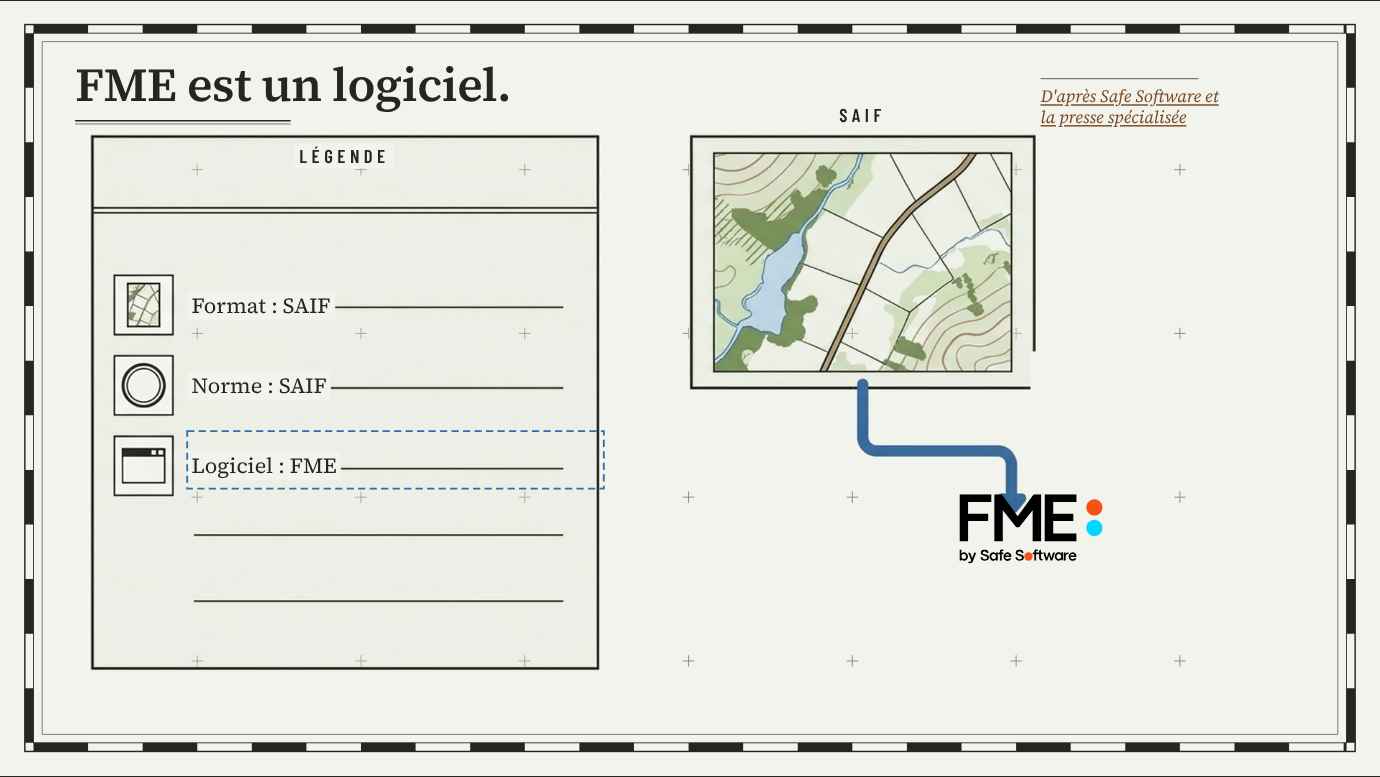 FME est un logiciel.
D'après Safe Software et
la presse spécialisée
SAIF
LÉGENDE
Format : SAIF
Norme : SAIF
Logiciel : FME
FME:
by Safe Software